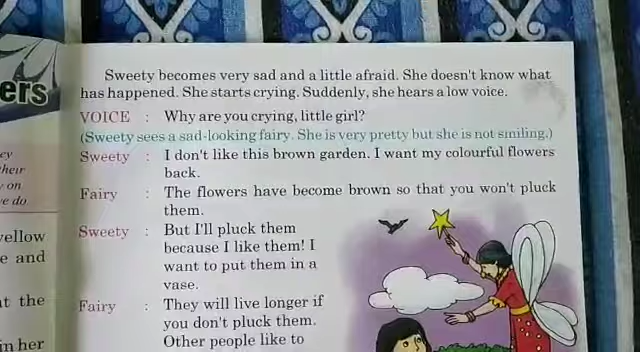 ers
ey
their
on
e do
yellow
e and
at the
in her
Sweety becomes very sad and a little afraid. She doesn't know what
has happened. She starts crying. Suddenly, she hears a low voice.
VOICE : Why are you crying, little girl?
(Sweety sees a sad-looking fairy. She is very pretty but she is not smiling.)
Sweety : I don't like this brown garden. I want my colourful flowers
back.
Fairy : The flowers have become brown so that you won't pluck
them.
Sweety : But I'll pluck them
because I like them! I
want to put them in a
vase.
Fairy : They will live longer if
you don't pluck them.
Other people like to